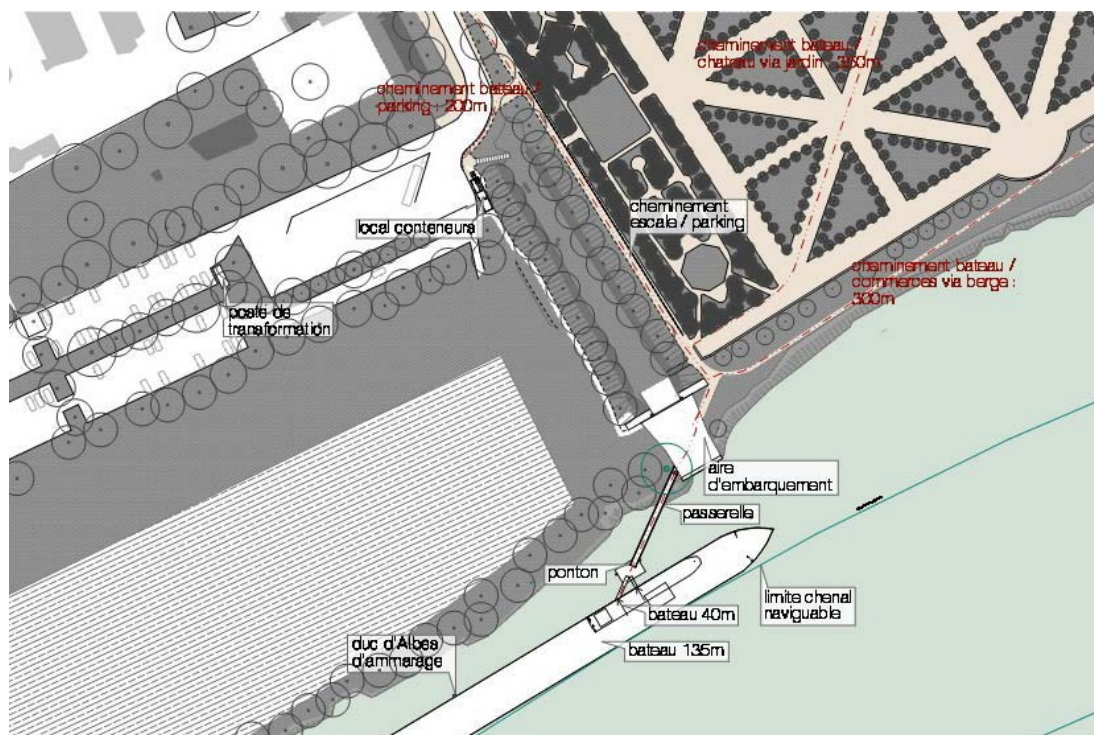 cheminement bateau /
chateau via jardin : 350m
cheminement bateau /
parking : 200m
local conteneurs
cheminement
escale / parking
cheminement bateau /
commerces via berge :
300m
poste de
transformation
aire
d'embarquement
passerelle
ponton
bateau 40m
limite chenal
naviguable
bateau 135m
duc d'Albes
d'ammarage